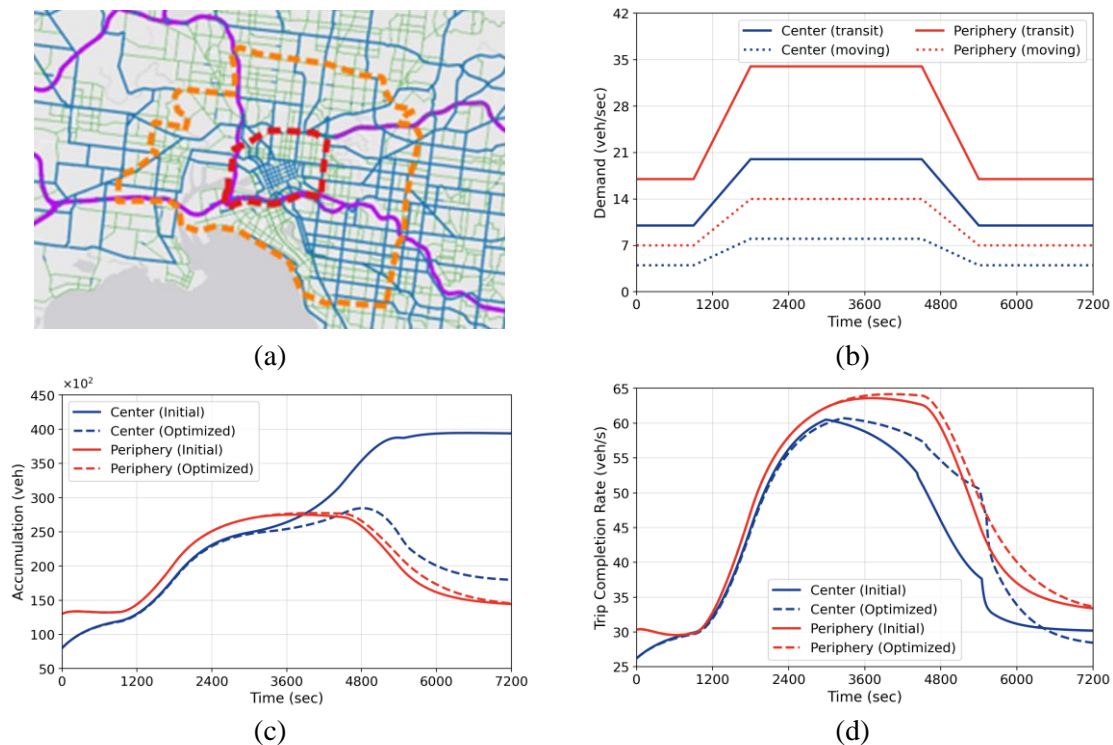 (a)
42
35
28
21
14
7
0
Demand (veh/sec)
Center (transit)
Center (moving)
Periphery (transit)
Periphery (moving)
0 1200 2400 3600 4800 6000 7200
Time (sec)
(b)
×10²
450
400
350
300
250
200
150
100
50
Accumulation (veh)
Center (Initial)
Center (Optimized)
Periphery (Initial)
Periphery (Optimized)
0 1200 2400 3600 4800 6000 7200
Time (sec)
(c)
65
60
55
50
45
40
35
30
25
Trip Completion Rate (veh/s)
Center (Initial)
Center (Optimized)
Periphery (Initial)
Periphery (Optimized)
0 1200 2400 3600 4800 6000 7200
Time (sec)
(d)